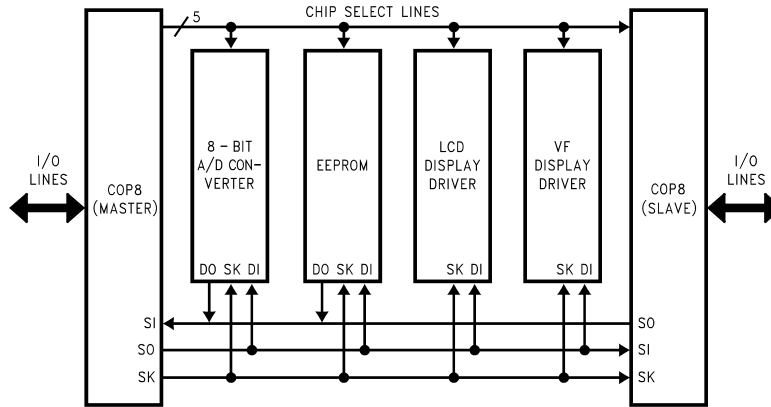 5
CHIP SELECT LINES
I/O
LINES
COP8
(MASTER)
8 - BIT
A/D CON-
VERTER
DO SK DI
EEPROM
DO SK DI
LCD
DISPLAY
DRIVER
SK DI
VF
DISPLAY
DRIVER
SK DI
COP8
(SLAVE)
I/O
LINES
SI
SO
SK
SO
SI
SK